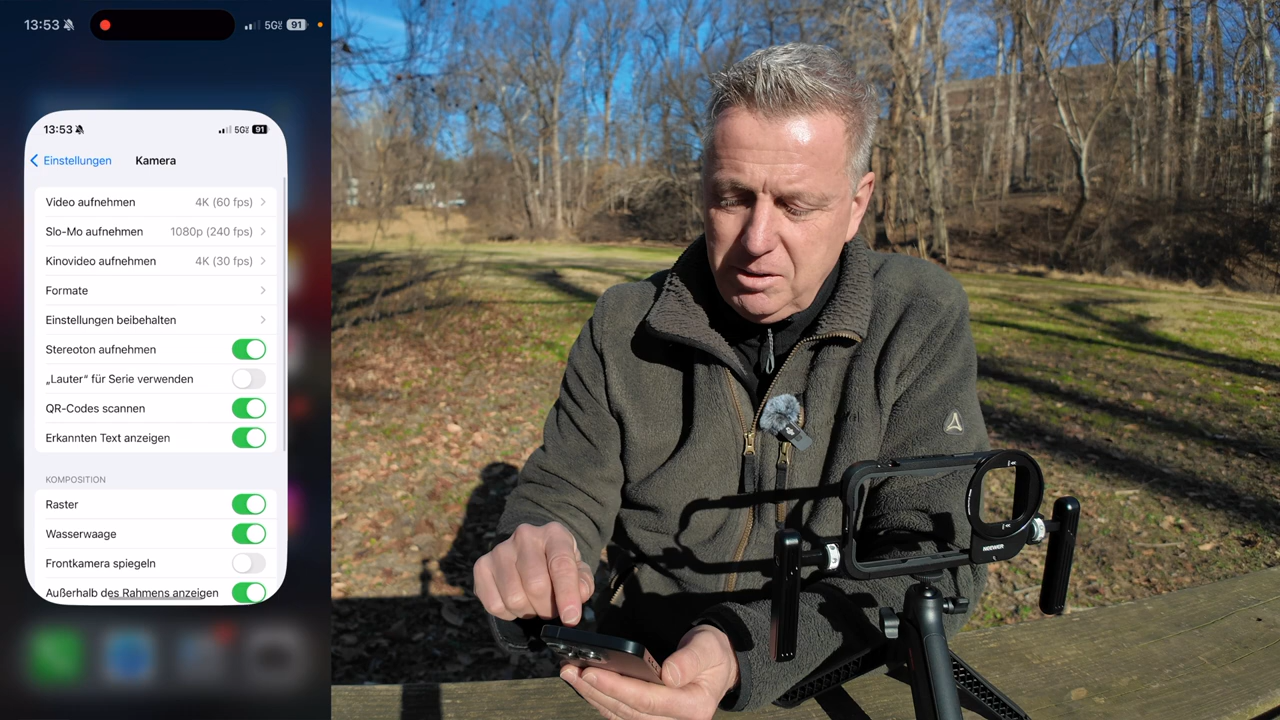 13:53 5G 91
13:53 5G 91
Einstellungen Kamera
Video aufnehmen 4K (60 fps)
Slo-Mo aufnehmen 1080p (240 fps)
Kinovideo aufnehmen 4K (30 fps)
Formate
Einstellungen beibehalten
Stereoton aufnehmen
„Lauter“ für Serie verwenden
QR-Codes scannen
Erkannten Text anzeigen
KOMPOSITION
Raster
Wasserwaage
Frontkamera spiegeln
Außerhalb des Rahmens anzeigen
NEEWER